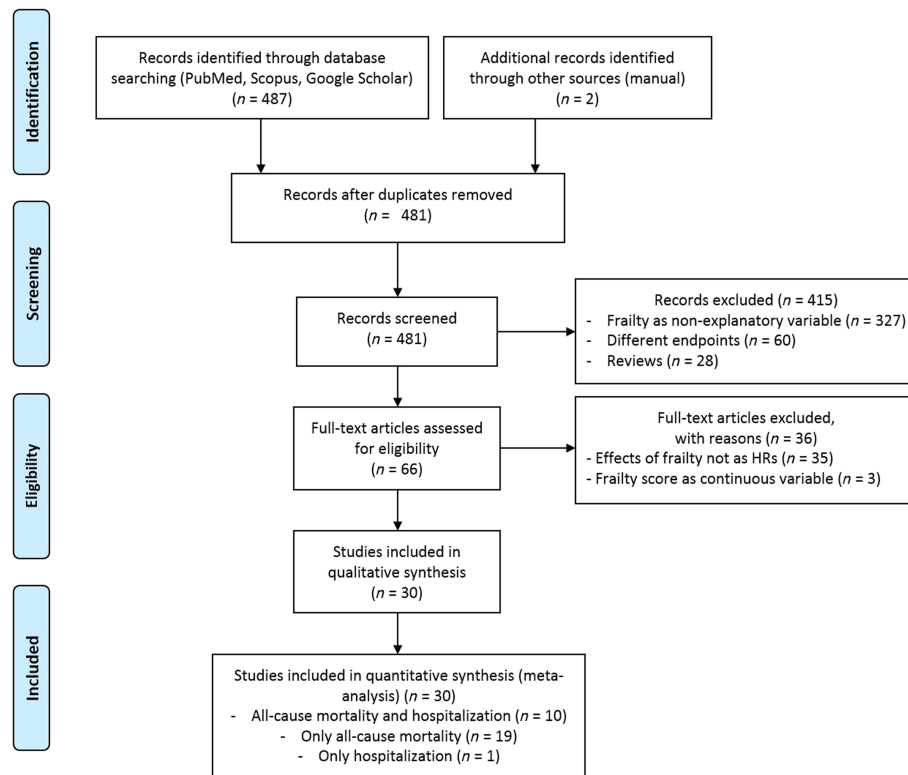 Identification
Records identified through database
searching (PubMed, Scopus, Google Scholar)
(n = 487)
Additional records identified
through other sources (manual)
(n = 2)
Records after duplicates removed
(n = 481)
Screening
Records screened
(n = 481)
Records excluded (n = 415)
- Frailty as non-explanatory variable (n = 327)
- Different endpoints (n = 60)
- Reviews (n = 28)
Eligibility
Full-text articles assessed
for eligibility
(n = 66)
Full-text articles excluded,
with reasons (n = 36)
- Effects of frailty not as HRs (n = 35)
- Frailty score as continuous variable (n = 3)
Studies included in
qualitative synthesis
(n = 30)
Included
Studies included in quantitative synthesis (meta-
analysis) (n = 30)
- All-cause mortality and hospitalization (n = 10)
- Only all-cause mortality (n = 19)
- Only hospitalization (n = 1)